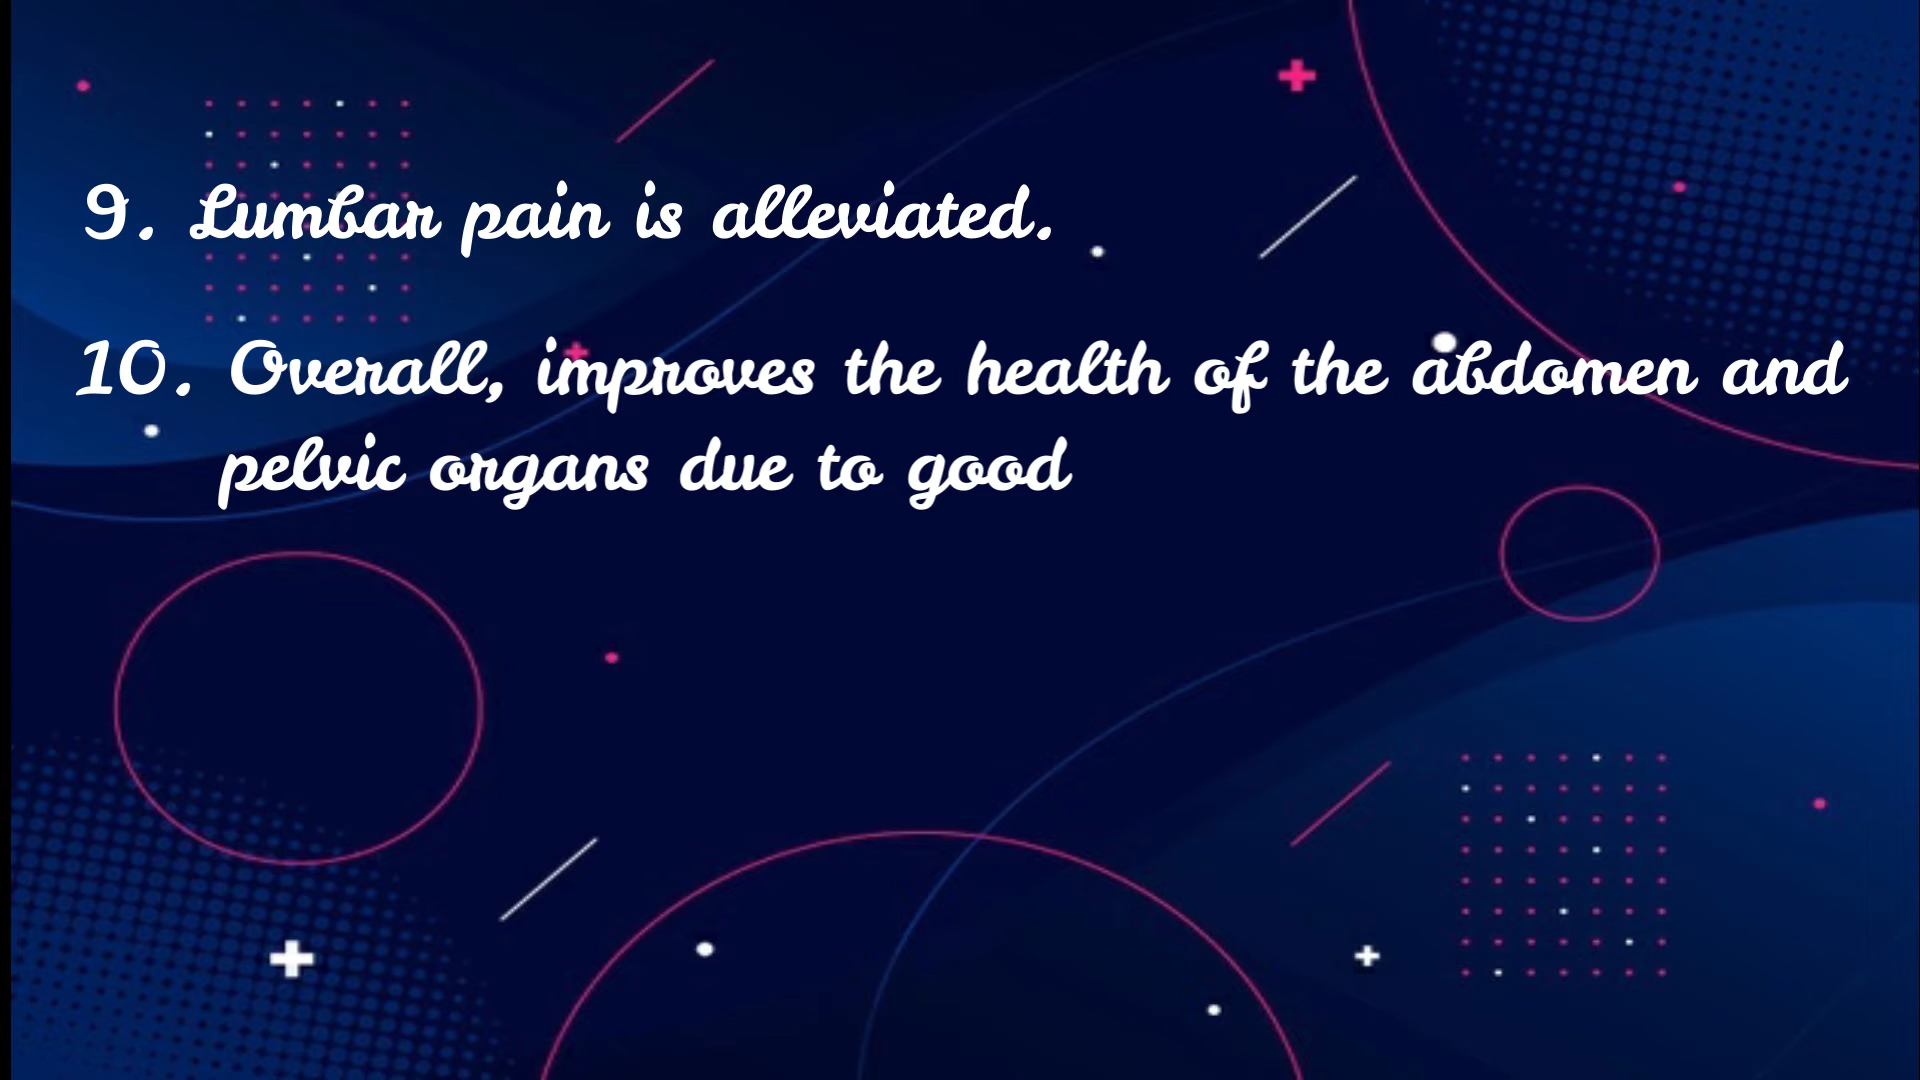 9. Lumbar pain is alleviated.
10. Overall, improves the health of the abdomen and
pelvic organs due to good